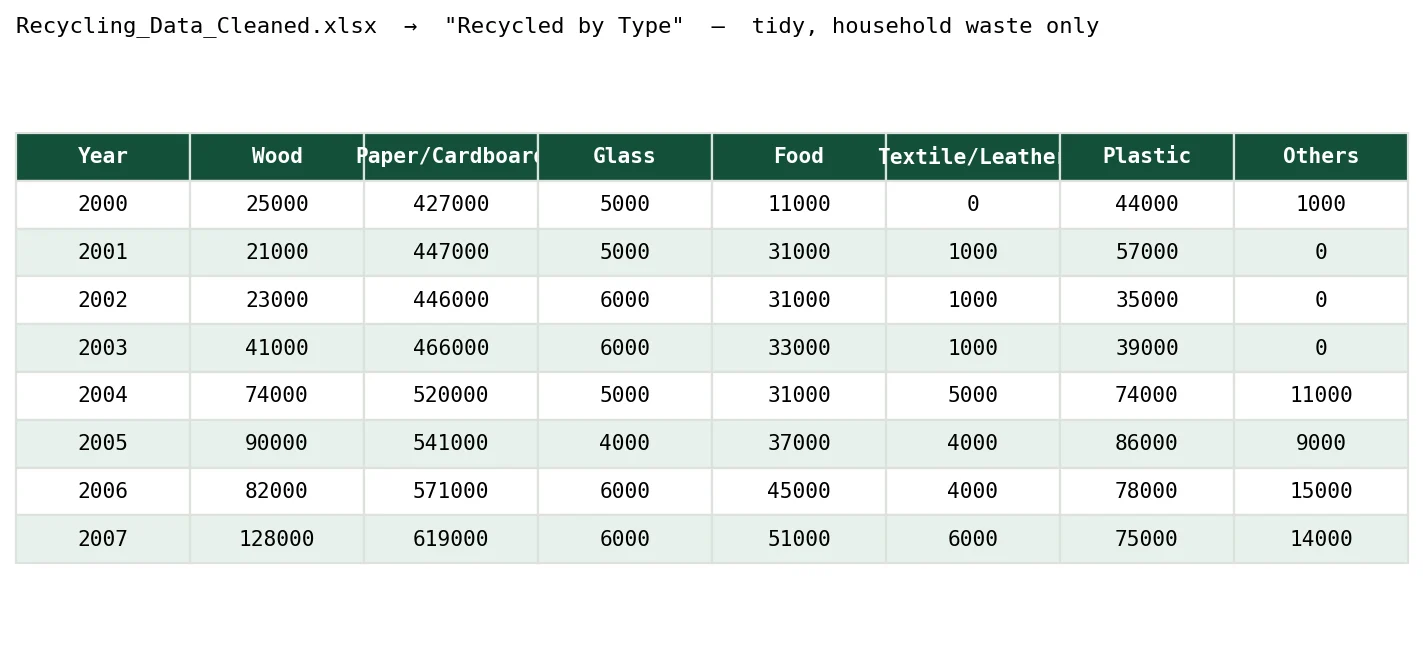 Recycling_Data_Cleaned.xlsx → "Recycled by Type" — tidy, household waste only
Year Wood Paper/Cardboard Glass Food Textile/Leather Plastic Others
2000 25000 427000 5000 11000 0 44000 1000
2001 21000 447000 5000 31000 1000 57000 0
2002 23000 446000 6000 31000 1000 35000 0
2003 41000 466000 6000 33000 1000 39000 0
2004 74000 520000 5000 31000 5000 74000 11000
2005 90000 541000 4000 37000 4000 86000 9000
2006 82000 571000 6000 45000 4000 78000 15000
2007 128000 619000 6000 51000 6000 75000 14000